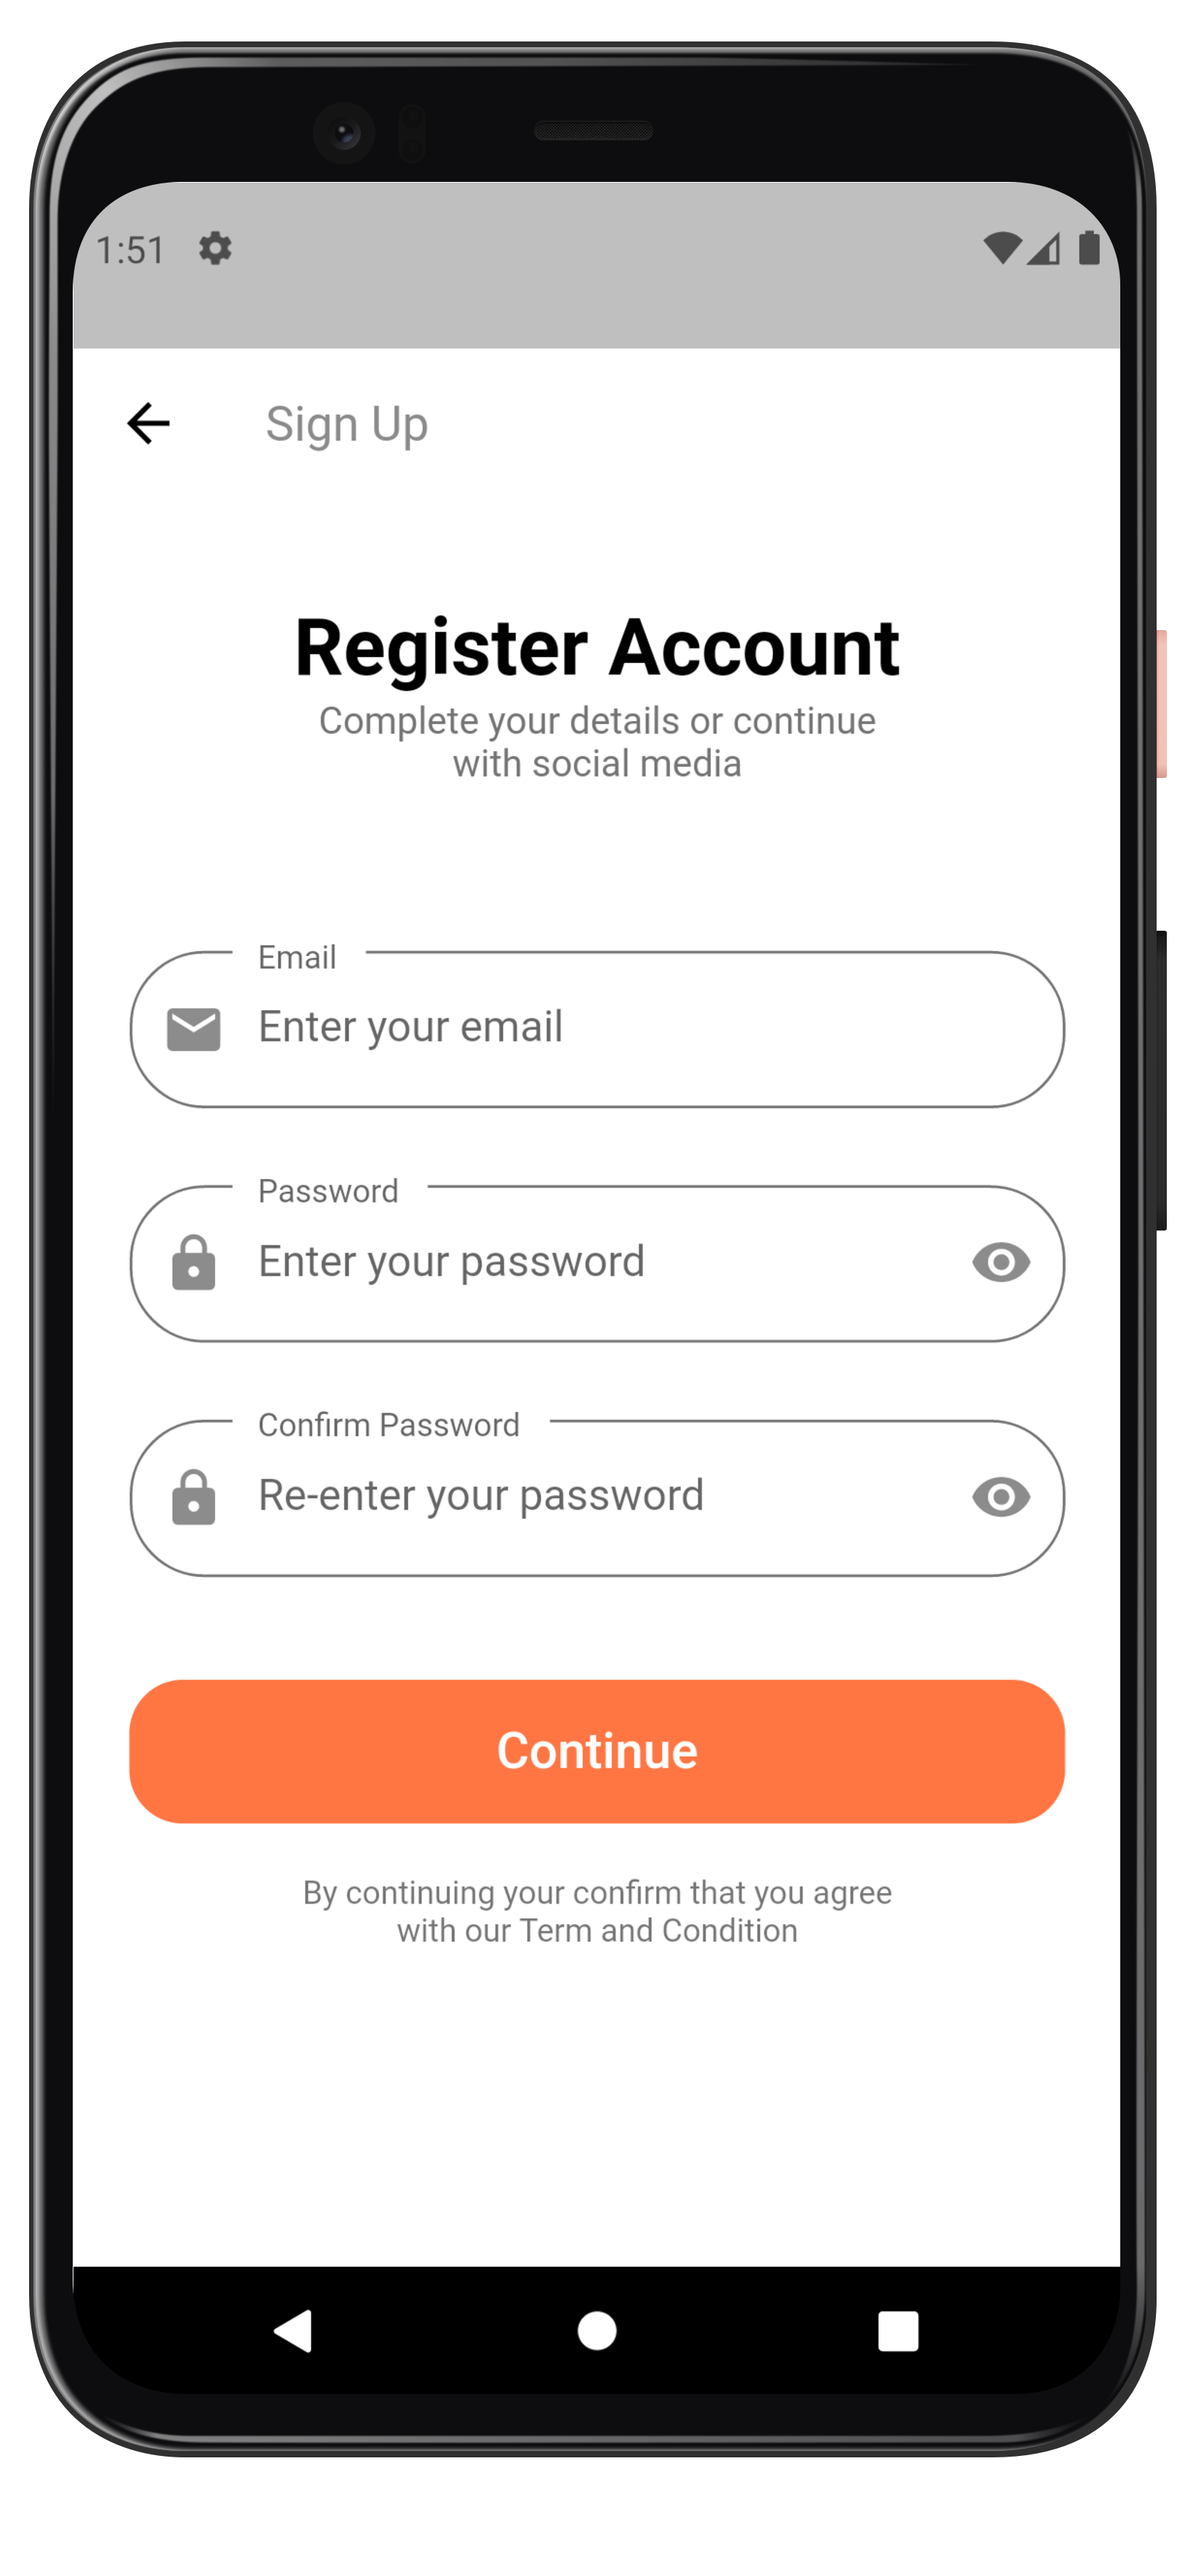 1:51
Sign Up
Register Account
Complete your details or continue
with social media
Email
Enter your email
Password
Enter your password
Confirm Password
Re-enter your password
Continue
By continuing your confirm that you agree
with our Term and Condition